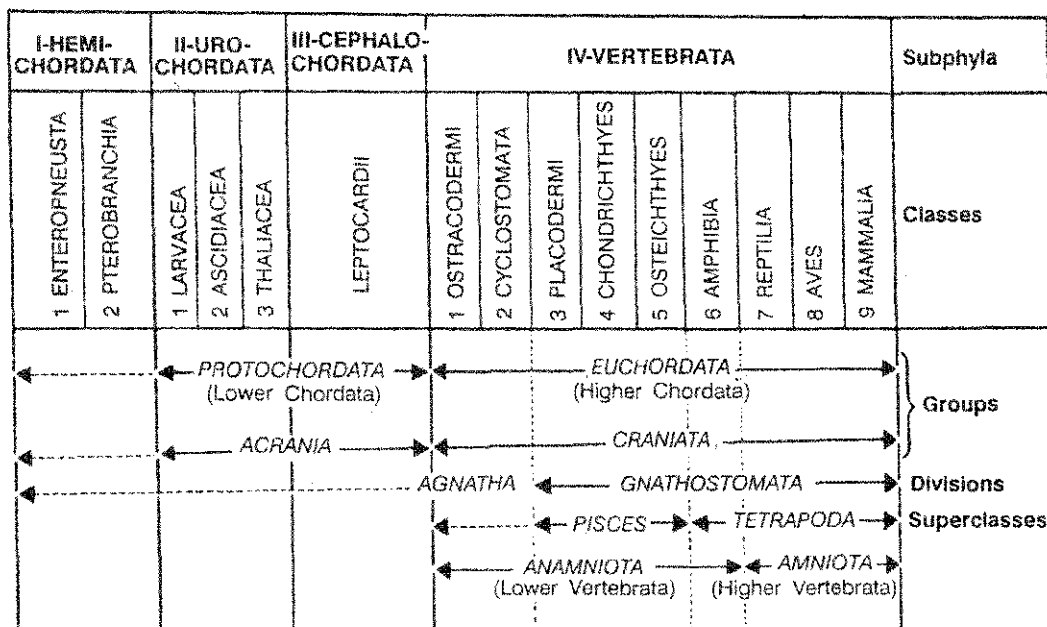 I-HEMI-
CHORDATA
II-URO-
CHORDATA
III-CEPHALO-
CHORDATA
IV-VERTEBRATA
Subphyla
1 ENTEROPNEUSTA
2 PTEROBRANCHIA
1 LARVACEA
2 ASCIDIACEA
3 THALIACEA
LEPTOCARDII
1 OSTRACODERMI
2 CYCLOSTOMATA
3 PLACODERMI
4 CHONDRICHTHYES
5 OSTEICHTHYES
6 AMPHIBIA
7 REPTILIA
8 AVES
9 MAMMALIA
Classes
PROTOCHORDATA
(Lower Chordata)
EUCHORDATA
(Higher Chordata)
Groups
ACRANIA
CRANIATA
AGNATHA
GNATHOSTOMATA
Divisions
PISCES
TETRAPODA
Superclasses
ANAMNIOTA
(Lower Vertebrata)
AMNIOTA
(Higher Vertebrata)